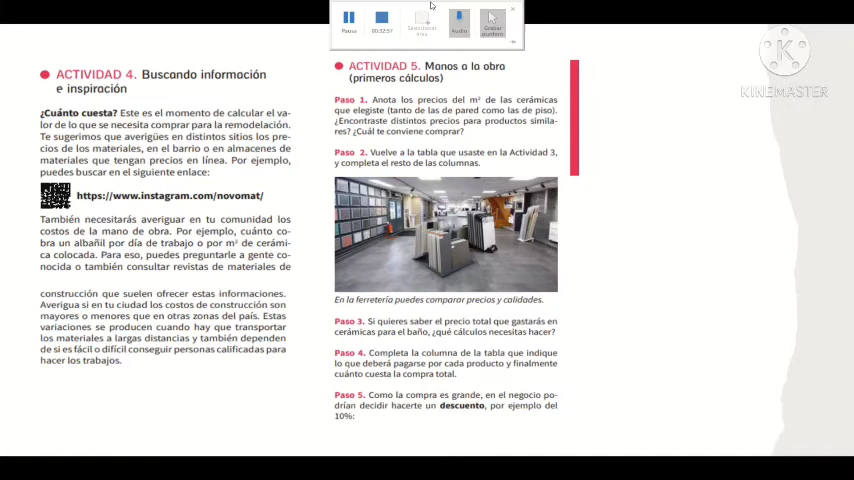 Pausa
00:32:57
Seleccionar
área
Audio
Grabar
puntero
KINEMASTER
ACTIVIDAD 4. Buscando información
e inspiración
¿Cuánto cuesta? Este es el momento de calcular el va-
lor de lo que se necesita comprar para la remodelación.
Te sugerimos que averigües en distintos sitios los pre-
cios de los materiales, en el barrio o en almacenes de
materiales que tengan precios en línea. Por ejemplo,
puedes buscar en el siguiente enlace:
https://www.instagram.com/novomat/
También necesitarás averiguar en tu comunidad los
costos de la mano de obra. Por ejemplo, cuánto co-
bra un albañil por día de trabajo o por m² de cerámi-
ca colocada. Para eso, puedes preguntarle a gente co-
nocida o también consultar revistas de materiales de
construcción que suelen ofrecer estas informaciones.
Averigua si en tu ciudad los costos de construcción son
mayores o menores que en otras zonas del país. Estas
variaciones se producen cuando hay que transportar
los materiales a largas distancias y también dependen
de si es fácil o difícil conseguir personas calificadas para
hacer los trabajos.
ACTIVIDAD 5. Manos a la obra
(primeros cálculos)
Paso 1. Anota los precios del m² de las cerámicas
que elegiste (tanto de las de pared como las de piso).
¿Encontraste distintos precios para productos simila-
res? ¿Cuál te conviene comprar?
Paso 2. Vuelve a la tabla que usaste en la Actividad 3,
y completa el resto de las columnas.
En la ferretería puedes comparar precios y calidades.
Paso 3. Si quieres saber el precio total que gastarás en
cerámicas para el baño, ¿qué cálculos necesitas hacer?
Paso 4. Completa la columna de la tabla que indique
lo que deberá pagarse por cada producto y finalmente
cuánto cuesta la compra total.
Paso 5. Como la compra es grande, en el negocio po-
drían decidir hacerte un descuento, por ejemplo del
10%: